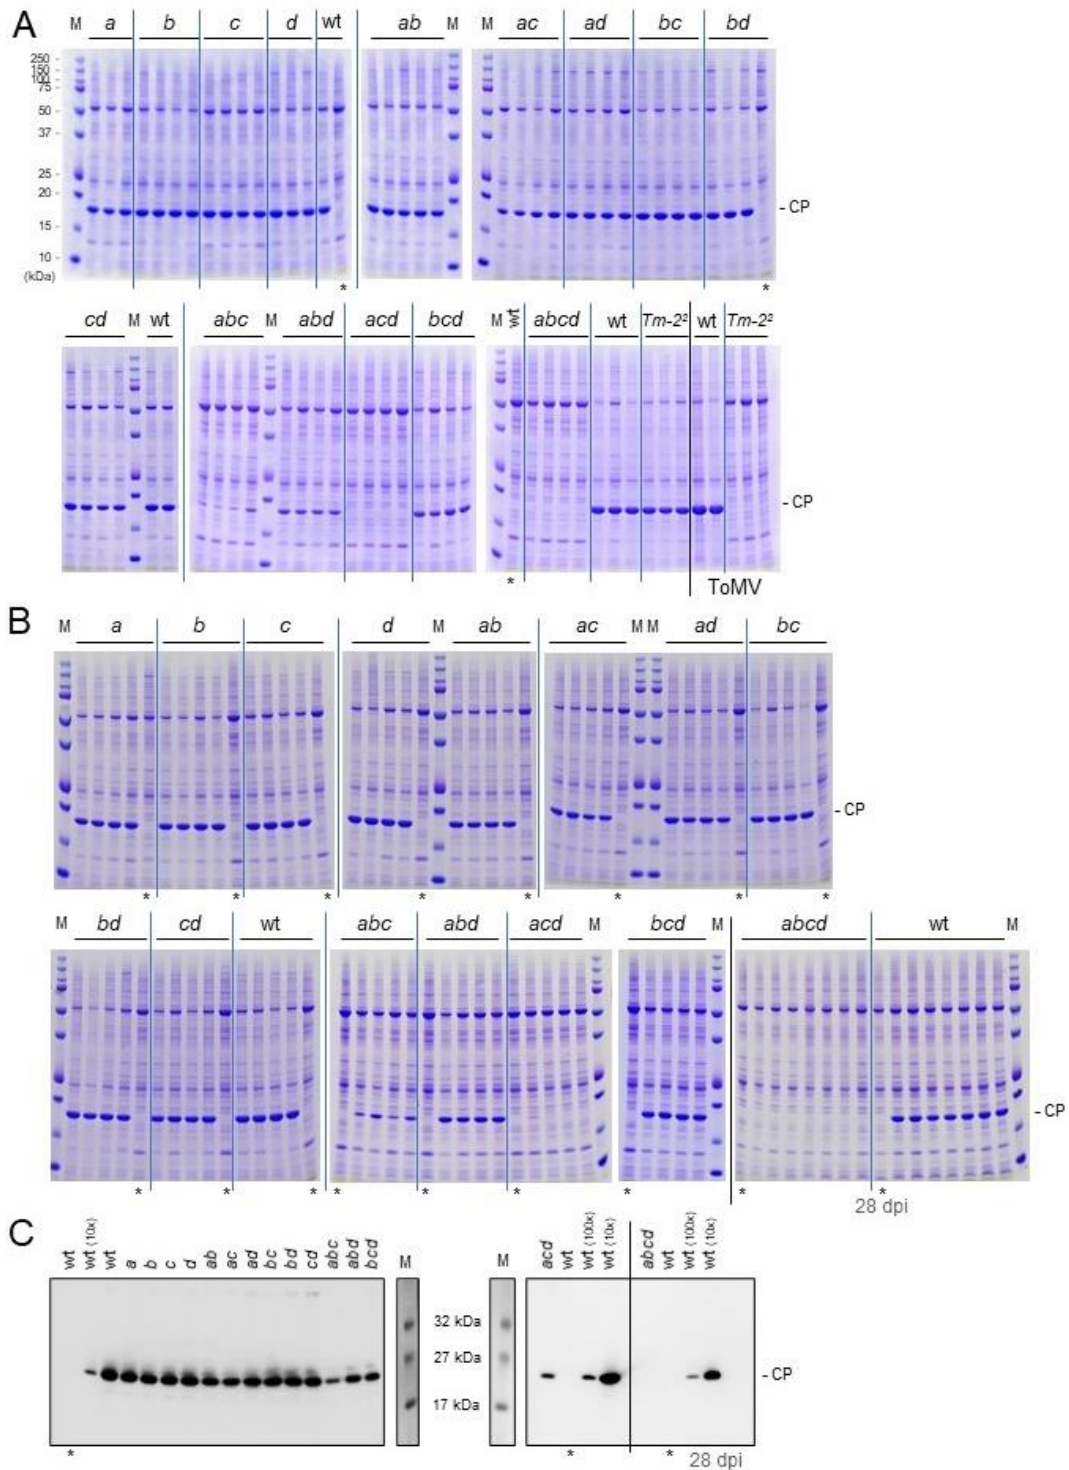 A
M a b c d wt ab M M ac ad bc bd
250 -
150 -
100 -
75 -
50 -
37 -
25 -
20 -
15 -
10 -
(kDa)
- CP
* *
cd M wt abc M abd acd bcd M wt abcd wt Tm-2² wt Tm-2²
- CP
* ToMV
B
M a b c d M ab ac M M ad bc
- CP
* * * * * * * *
M bd cd wt abc abd acd M bcd M abcd wt M
- CP
* * * * * * * * *
28 dpi
C
wt wt (10x) wt a b c d ab ac ad bc bd cd abc abd bcd M M acd wt wt (100x) wt (10x) abcd wt wt (100x) wt (10x)
32 kDa
27 kDa
17 kDa
- CP
* * *
28 dpi